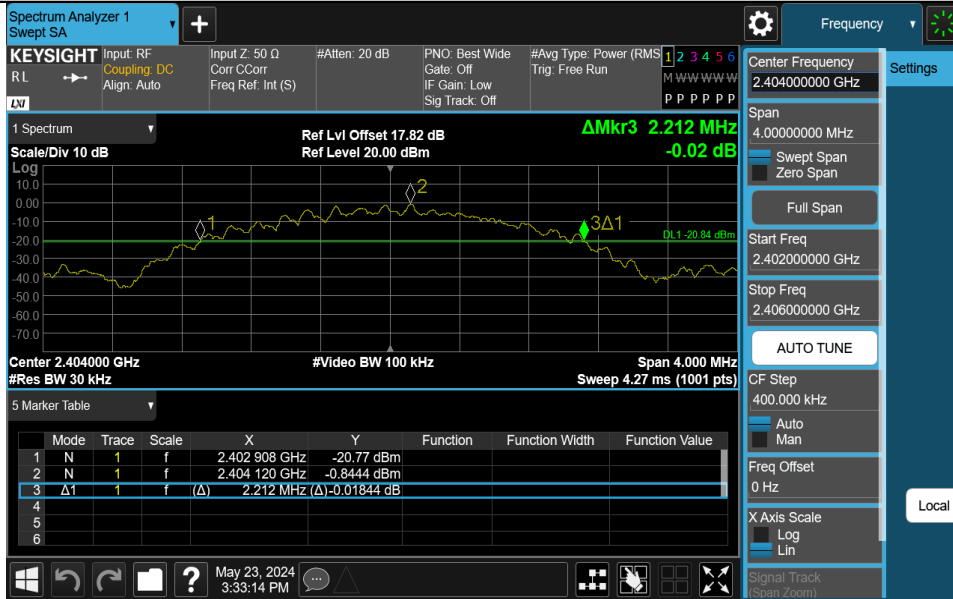 Spectrum Analyzer 1
Swept SA
+
Frequency
KEYSIGHT
RL
LXI
Input: RF
Coupling: DC
Align: Auto
Input Z: 50 Ω
Corr CCorr
Freq Ref: Int (S)
#Atten: 20 dB
PNO: Best Wide
Gate: Off
IF Gain: Low
Sig Track: Off
#Avg Type: Power (RMS
Trig: Free Run
1 2 3 4 5 6
M W W W W W
P P P P P P
Center Frequency
2.404000000 GHz
Settings
Span
4.00000000 MHz
Swept Span
Zero Span
Full Span
Start Freq
2.402000000 GHz
Stop Freq
2.406000000 GHz
AUTO TUNE
CF Step
400.000 kHz
Auto
Man
Freq Offset
0 Hz
X Axis Scale
Log
Lin
Signal Track
(Span Zoom)
Local
1 Spectrum
Scale/Div 10 dB
Ref Lvl Offset 17.82 dB
Ref Level 20.00 dBm
ΔMkr3 2.212 MHz
-0.02 dB
Log
10.0
0.00
-10.0
-20.0
-30.0
-40.0
-50.0
-60.0
-70.0
1
2
3Δ1
DL1 -20.84 dBm
Center 2.404000 GHz
#Video BW 100 kHz
Span 4.000 MHz
#Res BW 30 kHz
Sweep 4.27 ms (1001 pts)
5 Marker Table
Mode Trace Scale X Y Function Function Width Function Value
1 N 1 f 2.402 908 GHz -20.77 dBm
2 N 1 f 2.404 120 GHz -0.8444 dBm
3 Δ1 1 f (Δ) 2.212 MHz (Δ) -0.01844 dB
4
5
6
?
May 23, 2024
3:33:14 PM